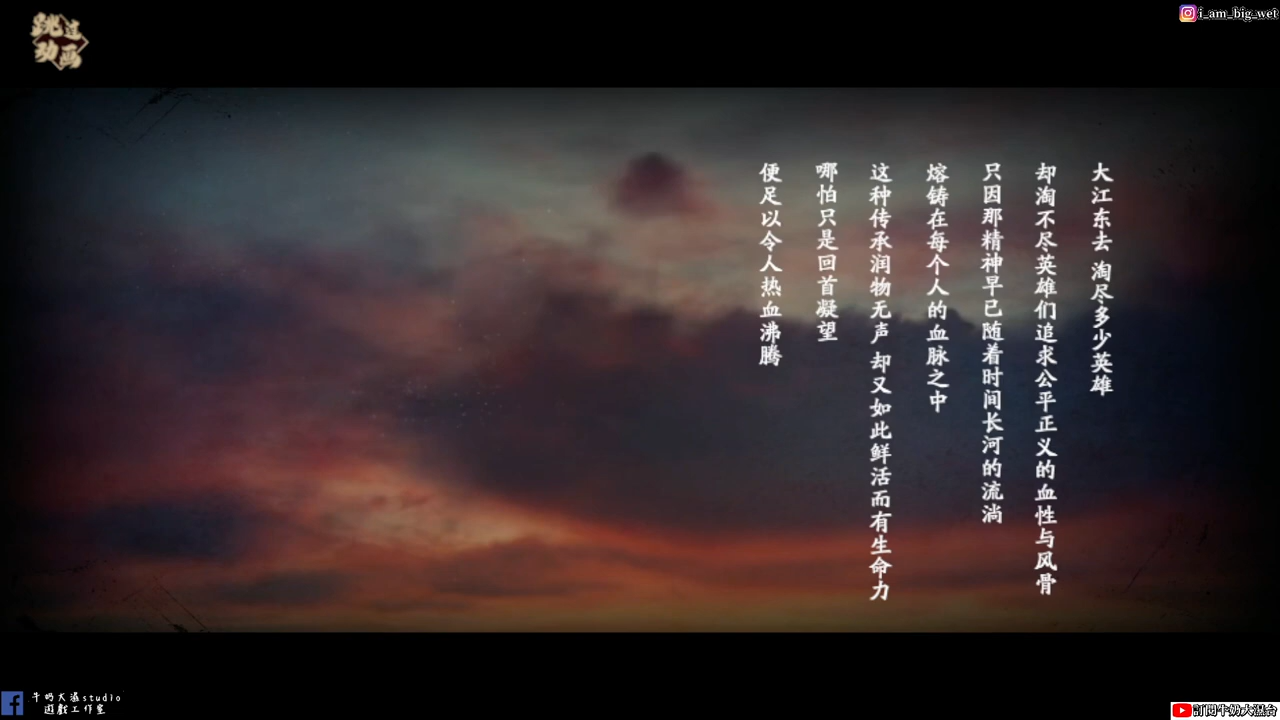 跳逗
动画
i_am_big_wet
大江东去 淘尽多少英雄
却淘不尽英雄们追求公平正义的血性与风骨
只因那精神早已随着时间长河的流淌
熔铸在每个人的血脉之中
这种传承润物无声 却又如此鲜活而有生命力
哪怕只是回首凝望
便足以令人热血沸腾
牛奶大濕studio
遊戲工作室
訂閱牛奶大濕台